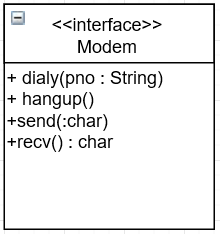 <<interface>>
Modem
+ dialy(pno : String)
+ hangup()
+send(:char)
+recv() : char